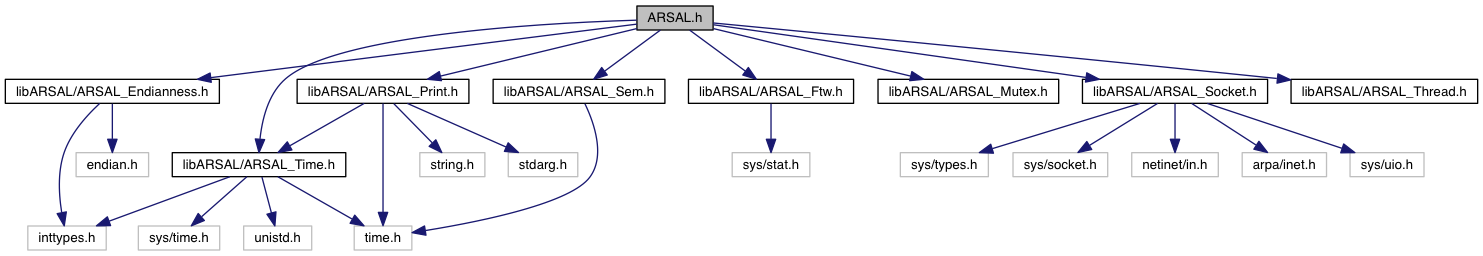 ARSAL.h
libARSAL/ARSAL_Endianness.h
libARSAL/ARSAL_Print.h
libARSAL/ARSAL_Sem.h
libARSAL/ARSAL_Ftw.h
libARSAL/ARSAL_Mutex.h
libARSAL/ARSAL_Socket.h
libARSAL/ARSAL_Thread.h
endian.h
libARSAL/ARSAL_Time.h
string.h
stdarg.h
sys/stat.h
sys/types.h
sys/socket.h
netinet/in.h
arpa/inet.h
sys/uio.h
inttypes.h
sys/time.h
unistd.h
time.h